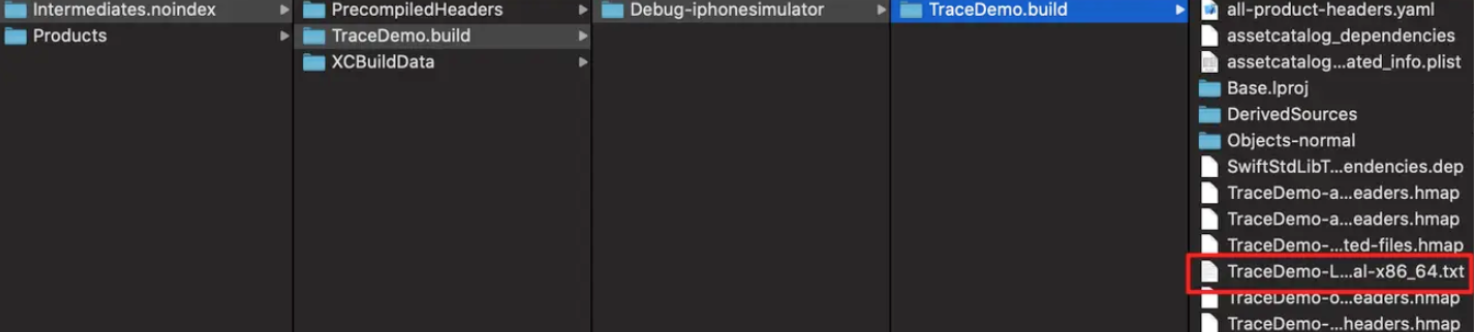 Intermediates.noindex
Products
PrecompiledHeaders
TraceDemo.build
XCBuildData
Debug-iphonesimulator
TraceDemo.build
all-product-headers.yaml
assetcatalog_dependencies
assetcatalog...ated_info.plist
Base.lproj
DerivedSources
Objects-normal
SwiftStdLibT...endencies.dep
TraceDemo-a...eaders.hmap
TraceDemo-a...eaders.hmap
TraceDemo-...ted-files.hmap
TraceDemo-L...al-x86_64.txt
TraceDemo-o...eaders.hmap
TraceDemo-...headers.hmap